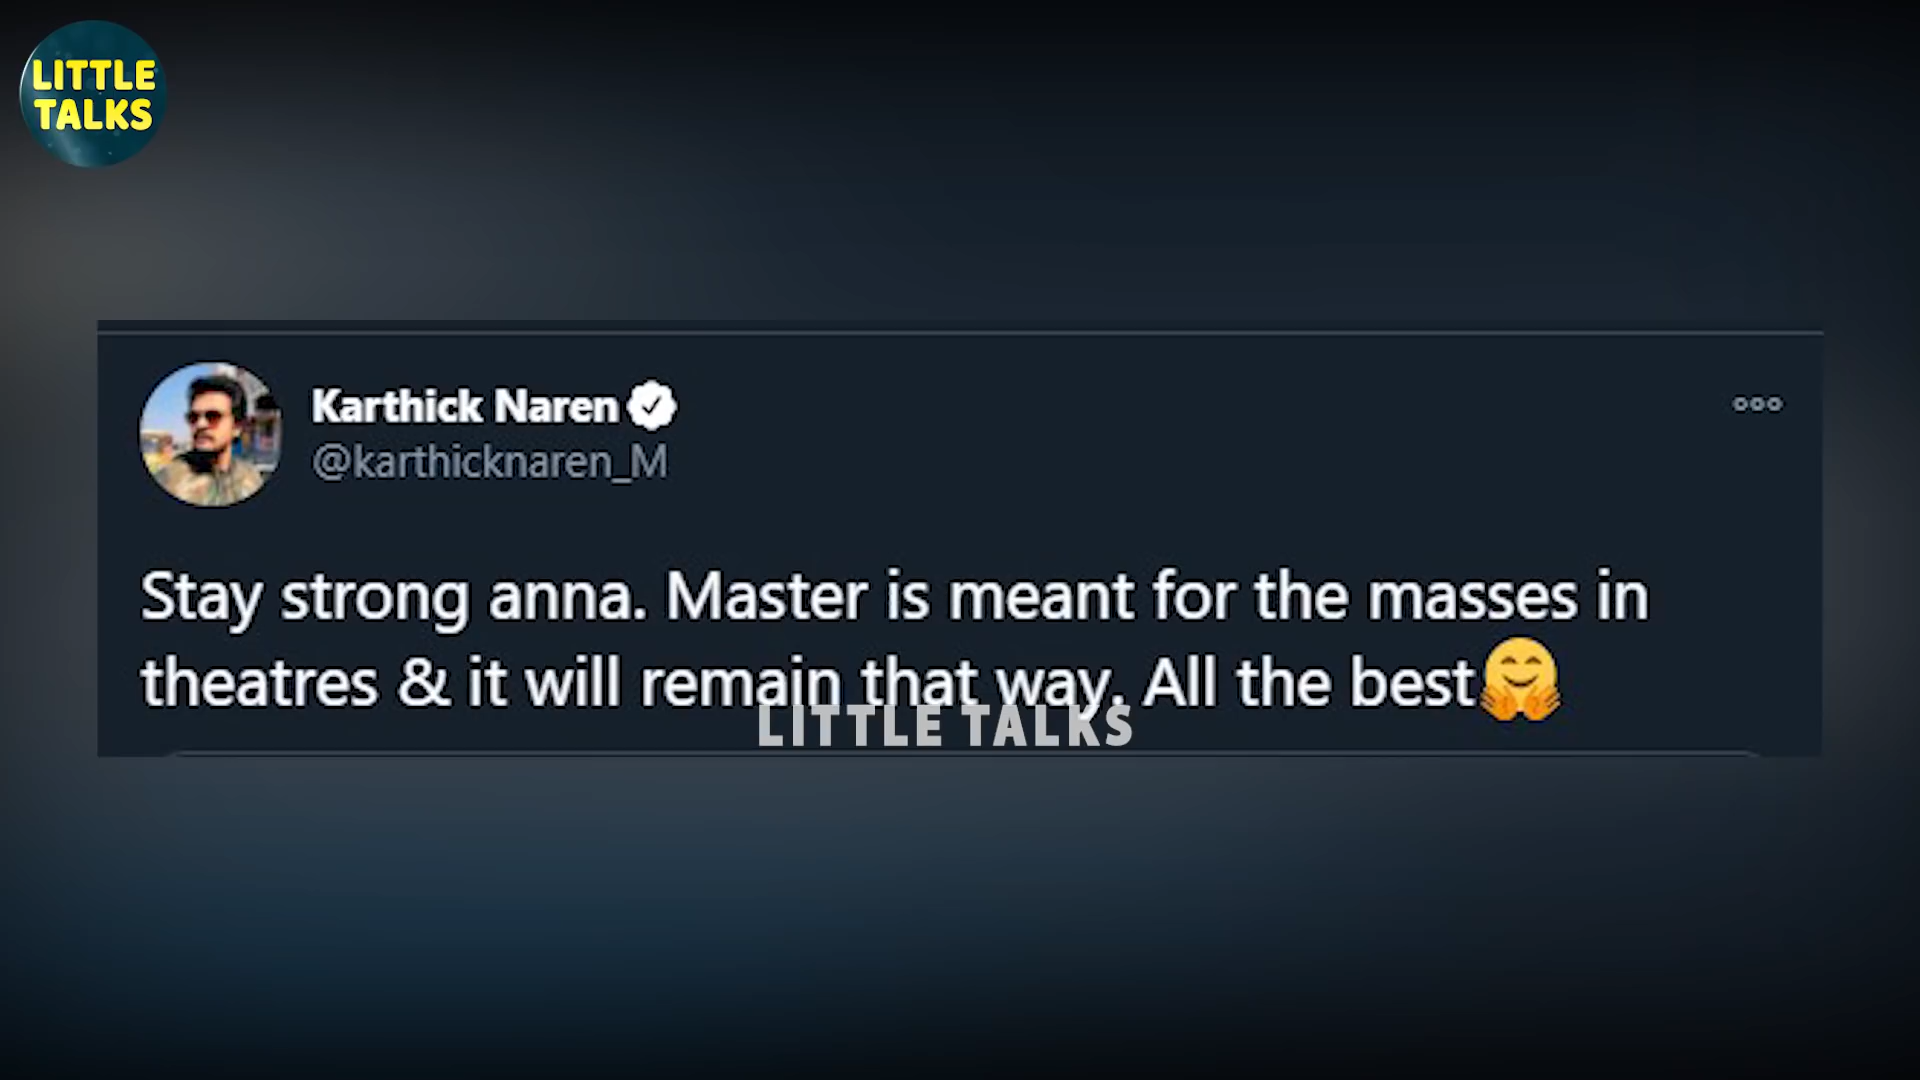 LITTLE
TALKS
Karthick Naren
@karthicknaren_M
Stay strong anna. Master is meant for the masses in
theatres & it will remain that way. All the best🤗
LITTLE TALKS